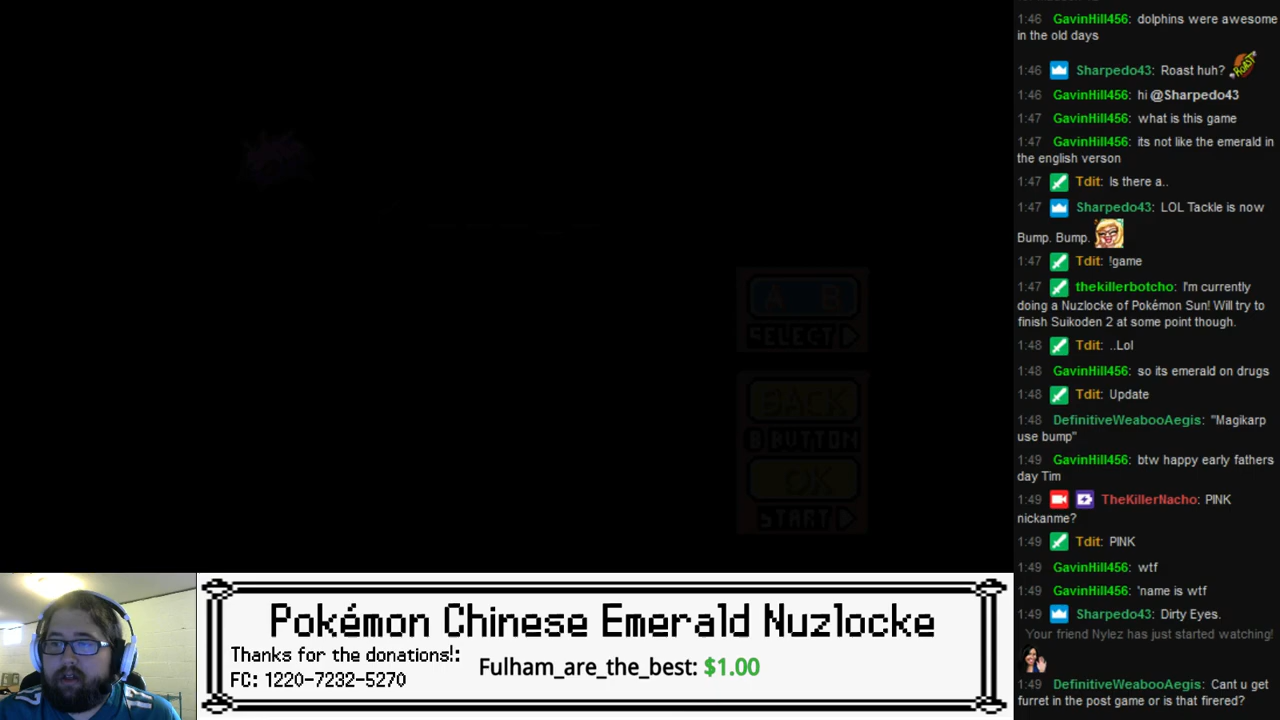 1:46 GavinHill456: dolphins were awesome
in the old days
1:46 Sharpedo43: Roast huh? ROAST
1:46 GavinHill456: hi @Sharpedo43
1:47 GavinHill456: what is this game
1:47 GavinHill456: its not like the emerald in
the english verson
1:47 Tdit: Is there a..
1:47 Sharpedo43: LOL Tackle is now
Bump. Bump.
1:47 Tdit: !game
1:47 thekillerbotcho: I'm currently
doing a Nuzlocke of Pokémon Sun! Will try to
finish Suikoden 2 at some point though.
1:48 Tdit: ..Lol
1:48 GavinHill456: so its emerald on drugs
1:48 Tdit: Update
1:48 DefinitiveWeabooAegis: "Magikarp
use bump"
1:49 GavinHill456: btw happy early fathers
day Tim
1:49 TheKillerNacho: PINK
nickanme?
1:49 Tdit: PINK
1:49 GavinHill456: wtf
1:49 GavinHill456: 'name is wtf
1:49 Sharpedo43: Dirty Eyes.
Your friend Nylez has just started watching!
1:49 DefinitiveWeabooAegis: Cant u get
furret in the post game or is that firered?
A B
SELECT
BACK
B BUTTON
OK
START
Pokémon Chinese Emerald Nuzlocke
Thanks for the donations!:
Fulham_are_the_best: $1.00
FC: 1220-7232-5270